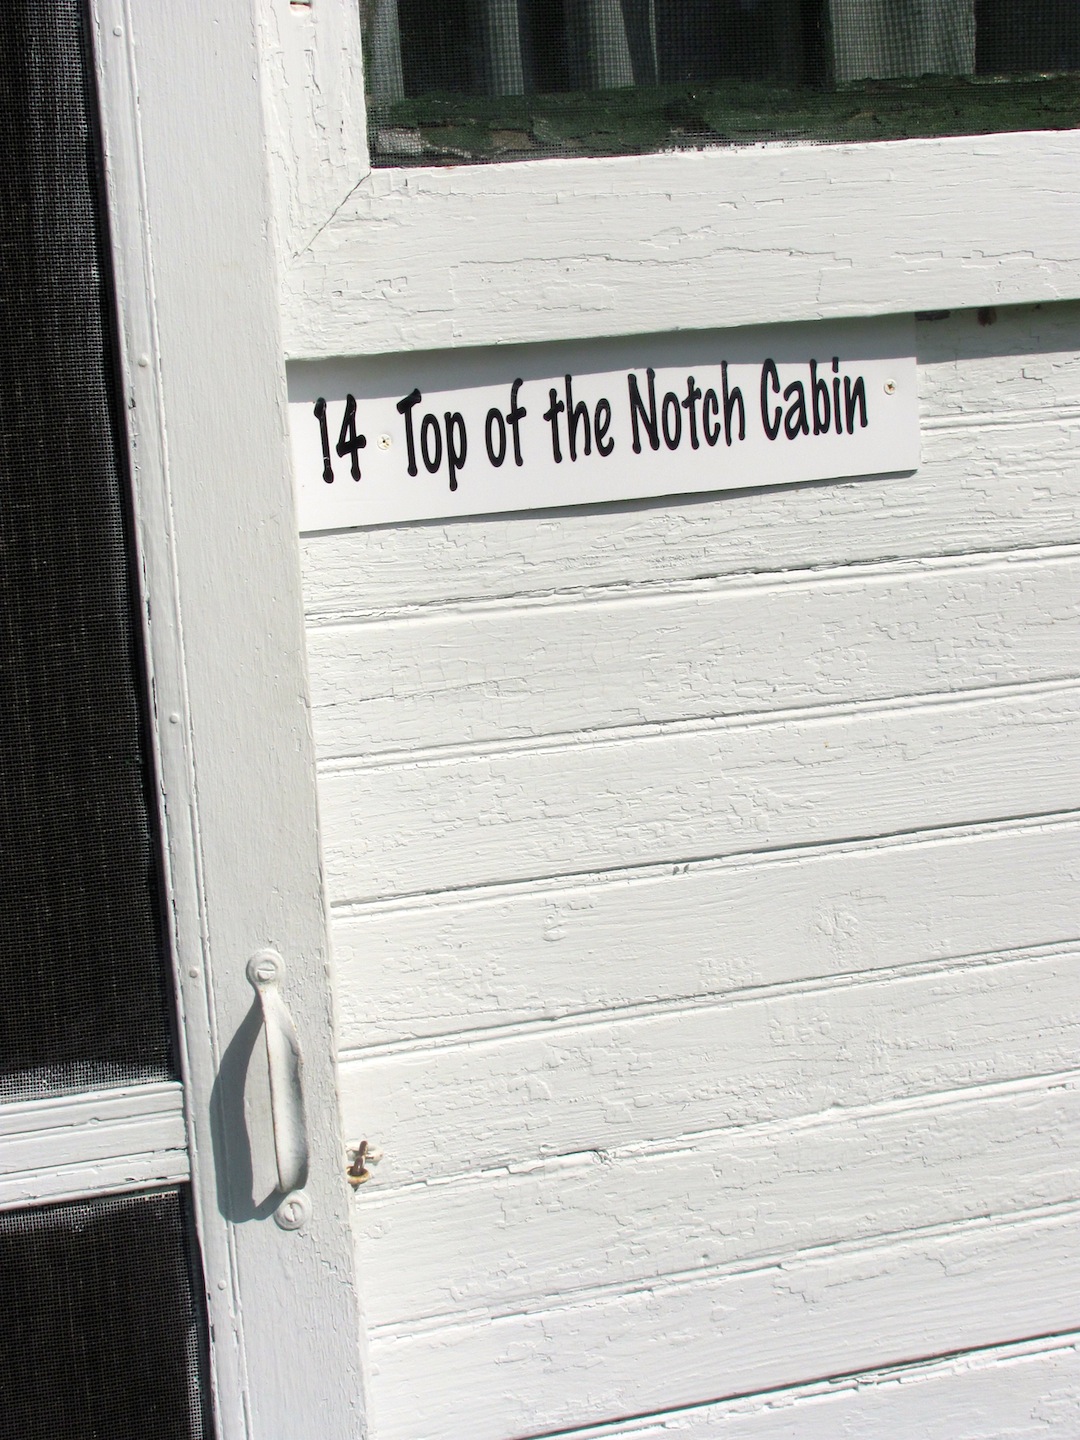 14 Top of the Notch Cabin